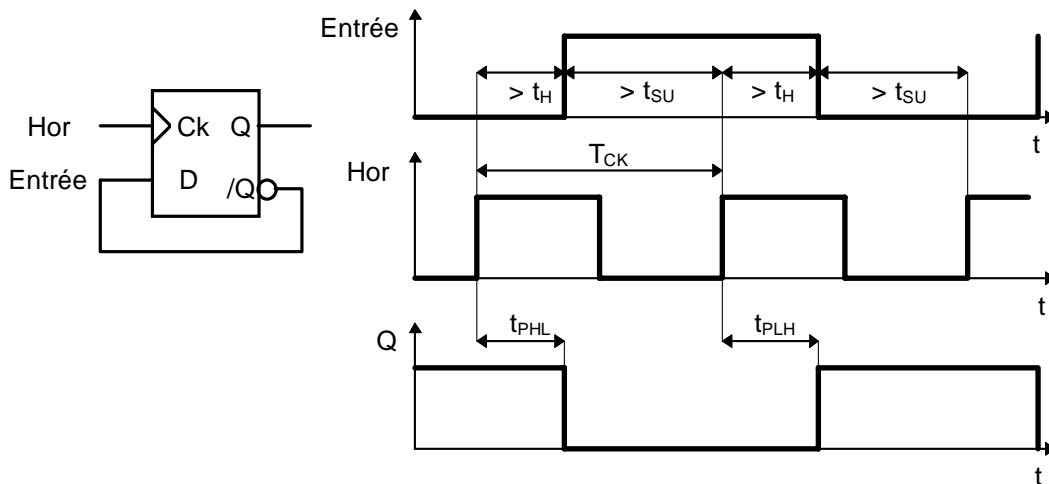 Hor
Entrée
Ck
Q
D
/Q
Entrée
> tH
> tSU
> tH
> tSU
t
Hor
TCK
t
Q
tPHL
tPLH
t